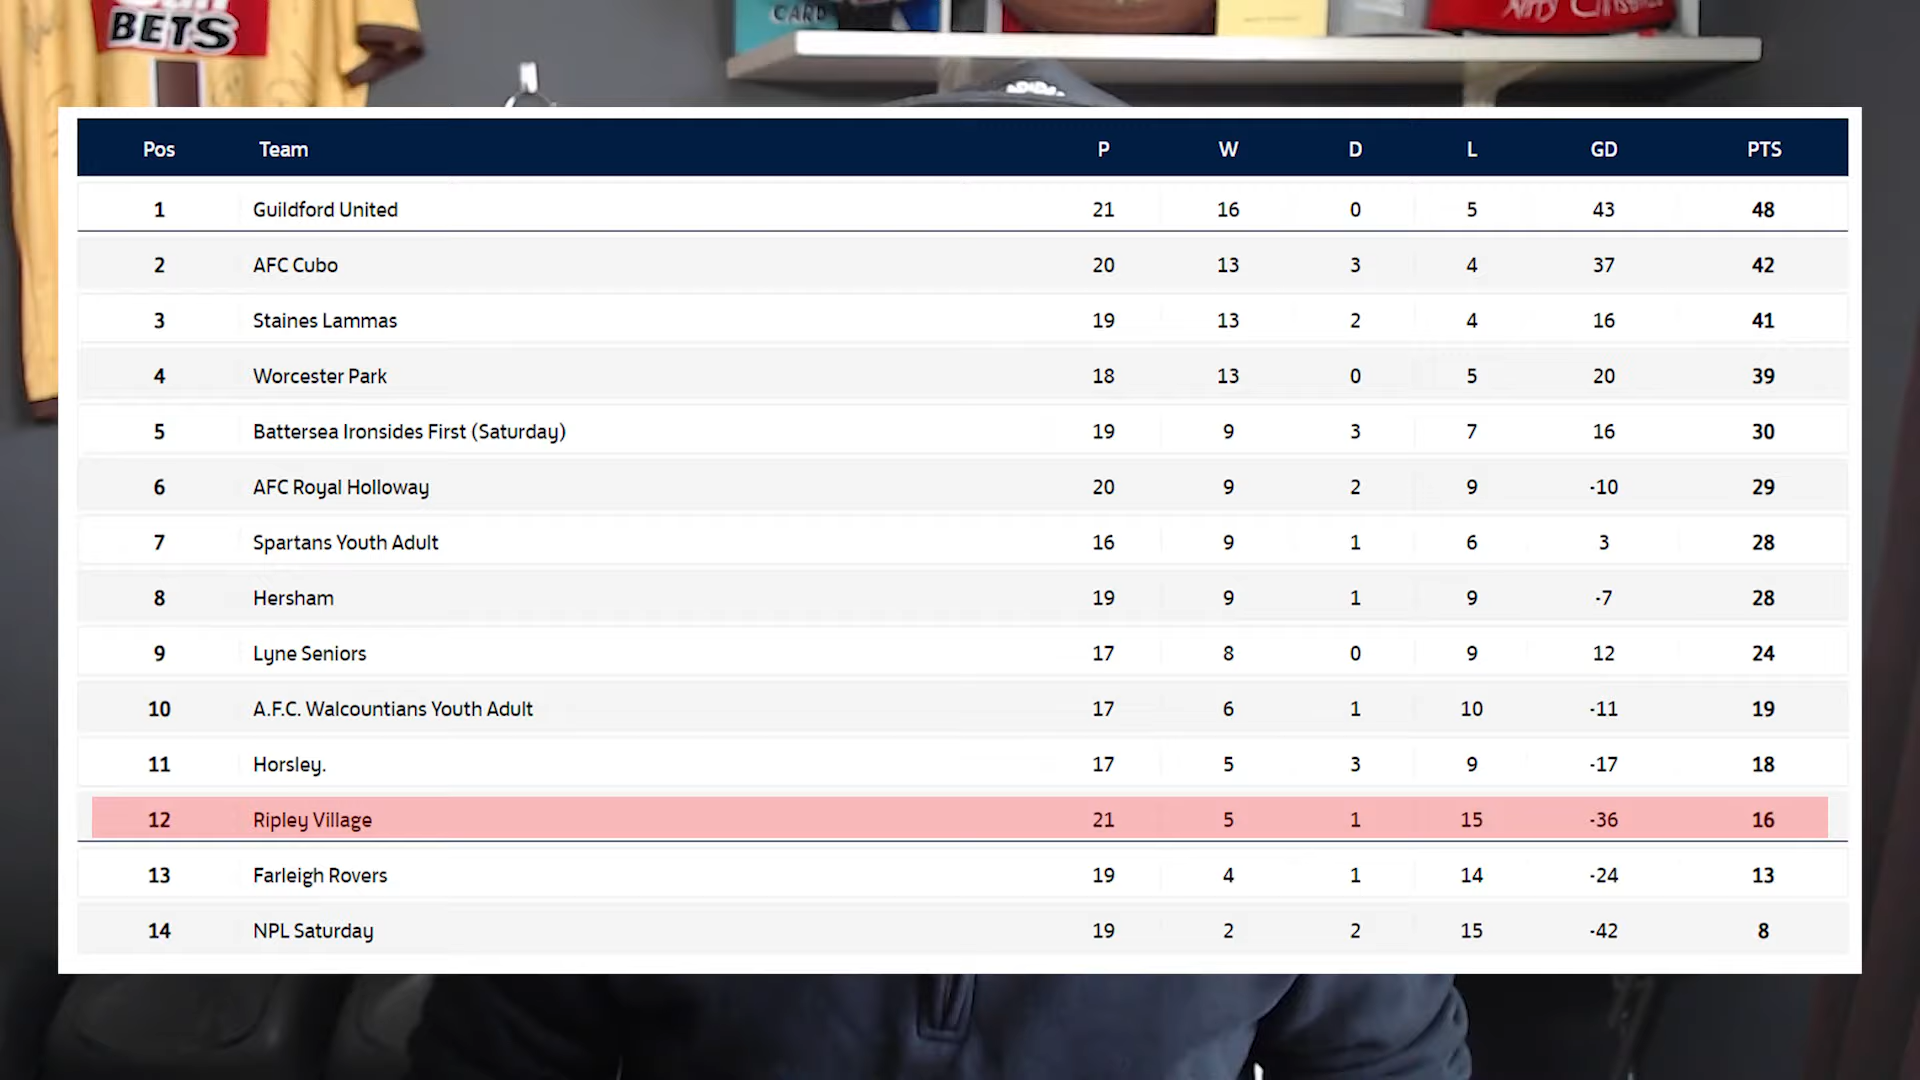 BETS
CARD
Pos Team P W D L GD PTS
1 Guildford United 21 16 0 5 43 48
2 AFC Cubo 20 13 3 4 37 42
3 Staines Lammas 19 13 2 4 16 41
4 Worcester Park 18 13 0 5 20 39
5 Battersea Ironsides First (Saturday) 19 9 3 7 16 30
6 AFC Royal Holloway 20 9 2 9 -10 29
7 Spartans Youth Adult 16 9 1 6 3 28
8 Hersham 19 9 1 9 -7 28
9 Lyne Seniors 17 8 0 9 12 24
10 A.F.C. Walcountians Youth Adult 17 6 1 10 -11 19
11 Horsley. 17 5 3 9 -17 18
12 Ripley Village 21 5 1 15 -36 16
13 Farleigh Rovers 19 4 1 14 -24 13
14 NPL Saturday 19 2 2 15 -42 8